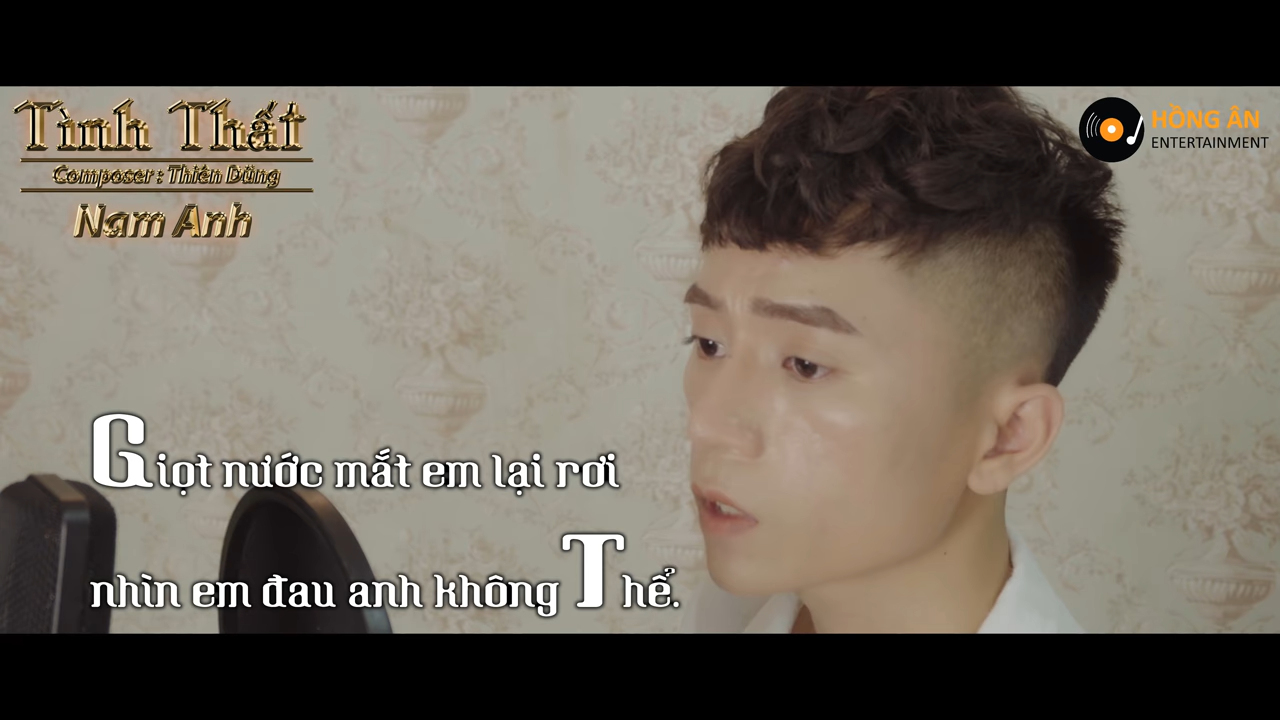 Tình Thất
Composer : Thiên Dũng
Nam Anh
HỒNG ÂN
ENTERTAINMENT
Giọt nước mắt em lại rơi
nhìn em đau anh không Thể.